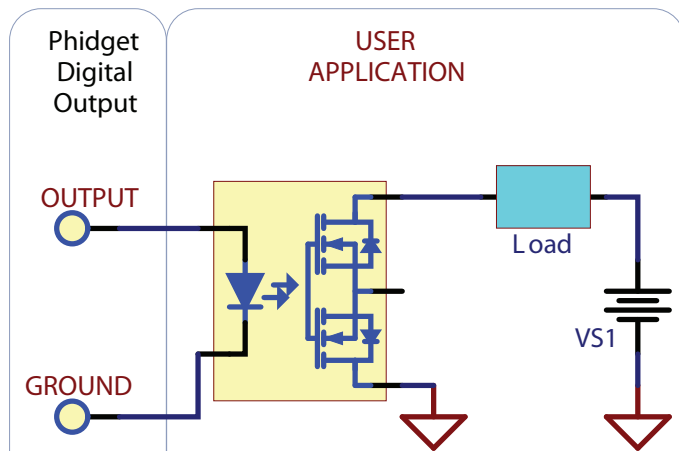 Phidget
Digital
Output
USER
APPLICATION
OUTPUT
Load
VS1
GROUND